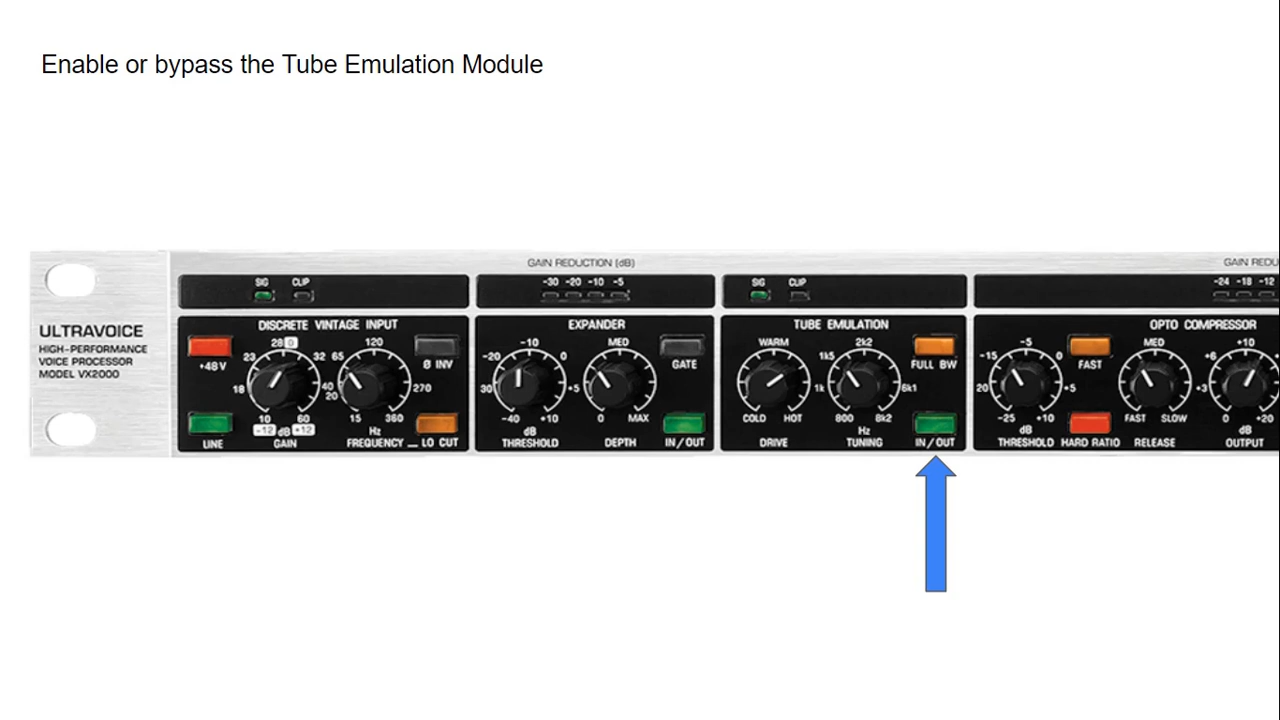 Enable or bypass the Tube Emulation Module
GAIN REDUCTION (dB)
GAIN REDU
SIG CLIP
-30 -20 -10 -5
SIG CLIP
-24 -18 -12
ULTRAVOICE
HIGH-PERFORMANCE
VOICE PROCESSOR
MODEL VX2000
DISCRETE VINTAGE INPUT
+48 V
28 0
23 32
18 40
10 60
-12 dB +12
GAIN
120
65
20 270
15 360
Hz
FREQUENCY
Ø INV
LO CUT
LINE
EXPANDER
-10
-20 0
30 +5
-40 +10
dB
THRESHOLD
MED
0 MAX
DEPTH
GATE
IN / OUT
TUBE EMULATION
WARM
COLD HOT
DRIVE
2k2
1k5
1k 6k1
800 8k2
Hz
TUNING
FULL BW
IN / OUT
OPTO COMPRESSOR
-5
-15 0
20 +5
-25 +10
dB
THRESHOLD
FAST
HARD RATIO
MED
FAST SLOW
RELEASE
+10
+6
+3
0 +20
dB
OUTPUT